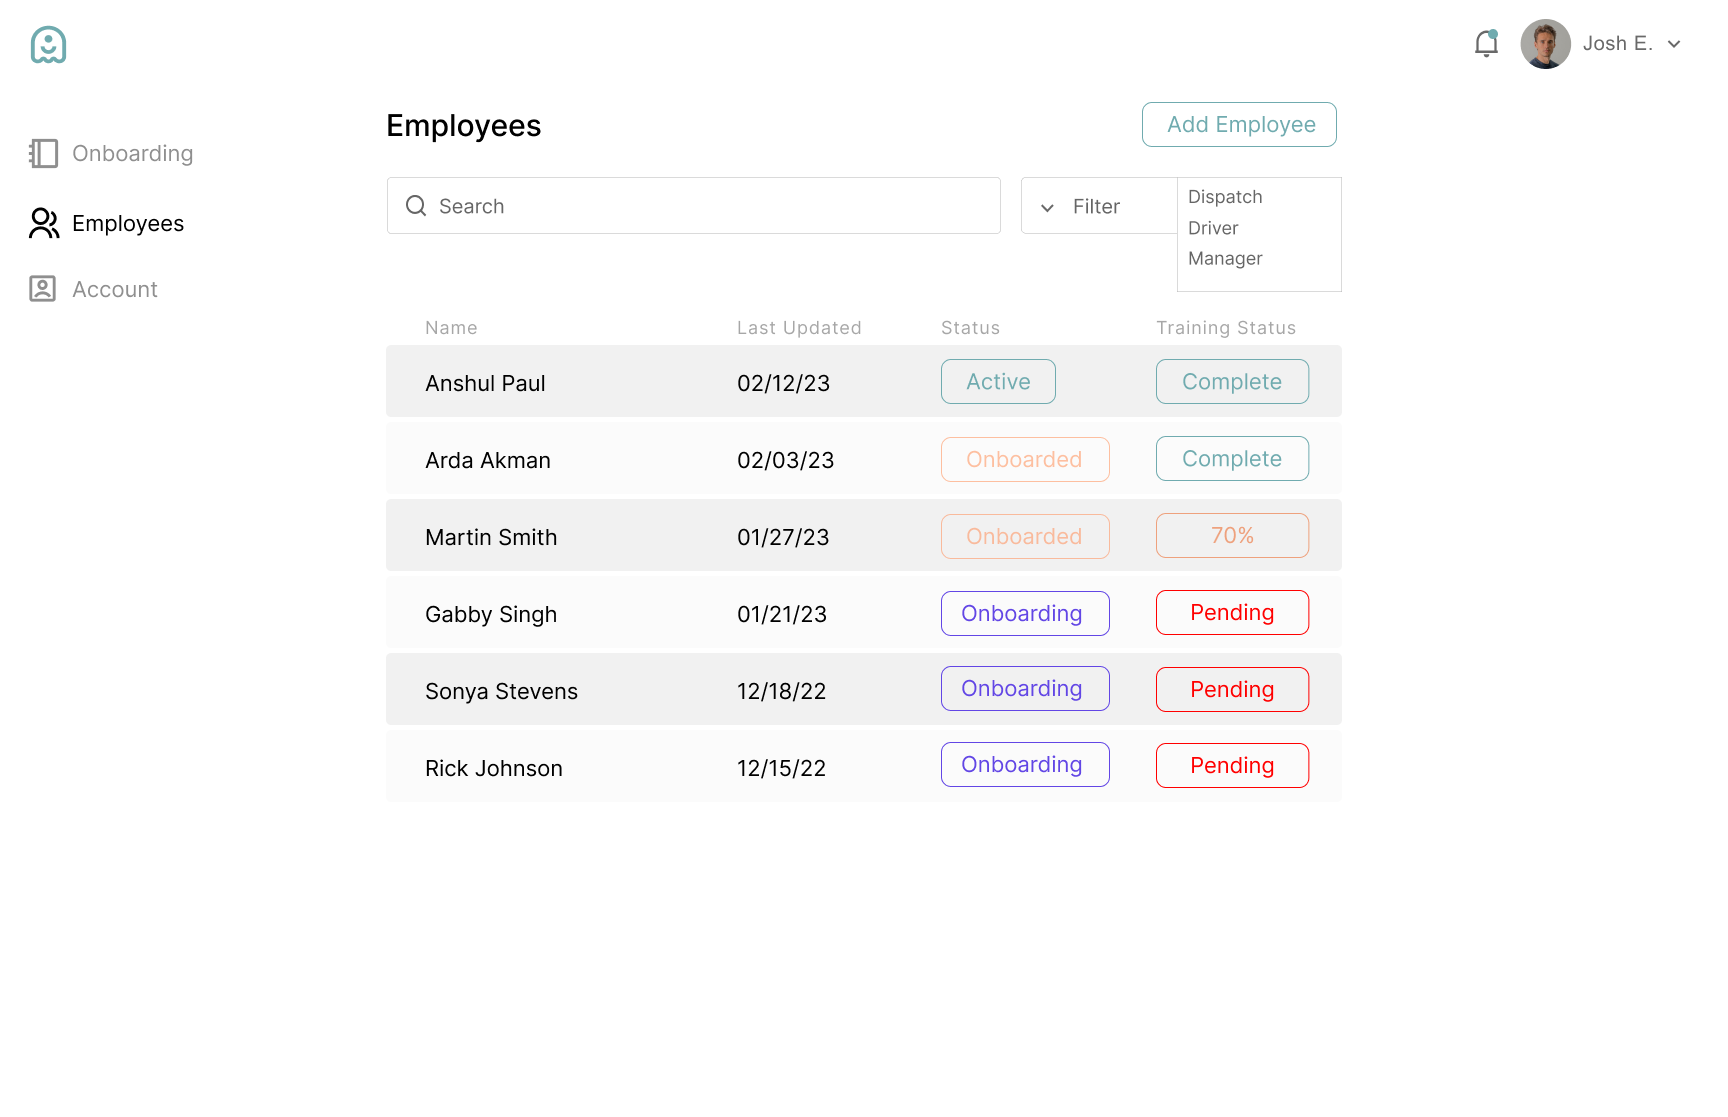 Josh E.
Onboarding
Employees
Account
Employees
Add Employee
Search
Filter
Dispatch
Driver
Manager
Name Last Updated Status Training Status
Anshul Paul 02/12/23 Active Complete
Arda Akman 02/03/23 Onboarded Complete
Martin Smith 01/27/23 Onboarded 70%
Gabby Singh 01/21/23 Onboarding Pending
Sonya Stevens 12/18/22 Onboarding Pending
Rick Johnson 12/15/22 Onboarding Pending